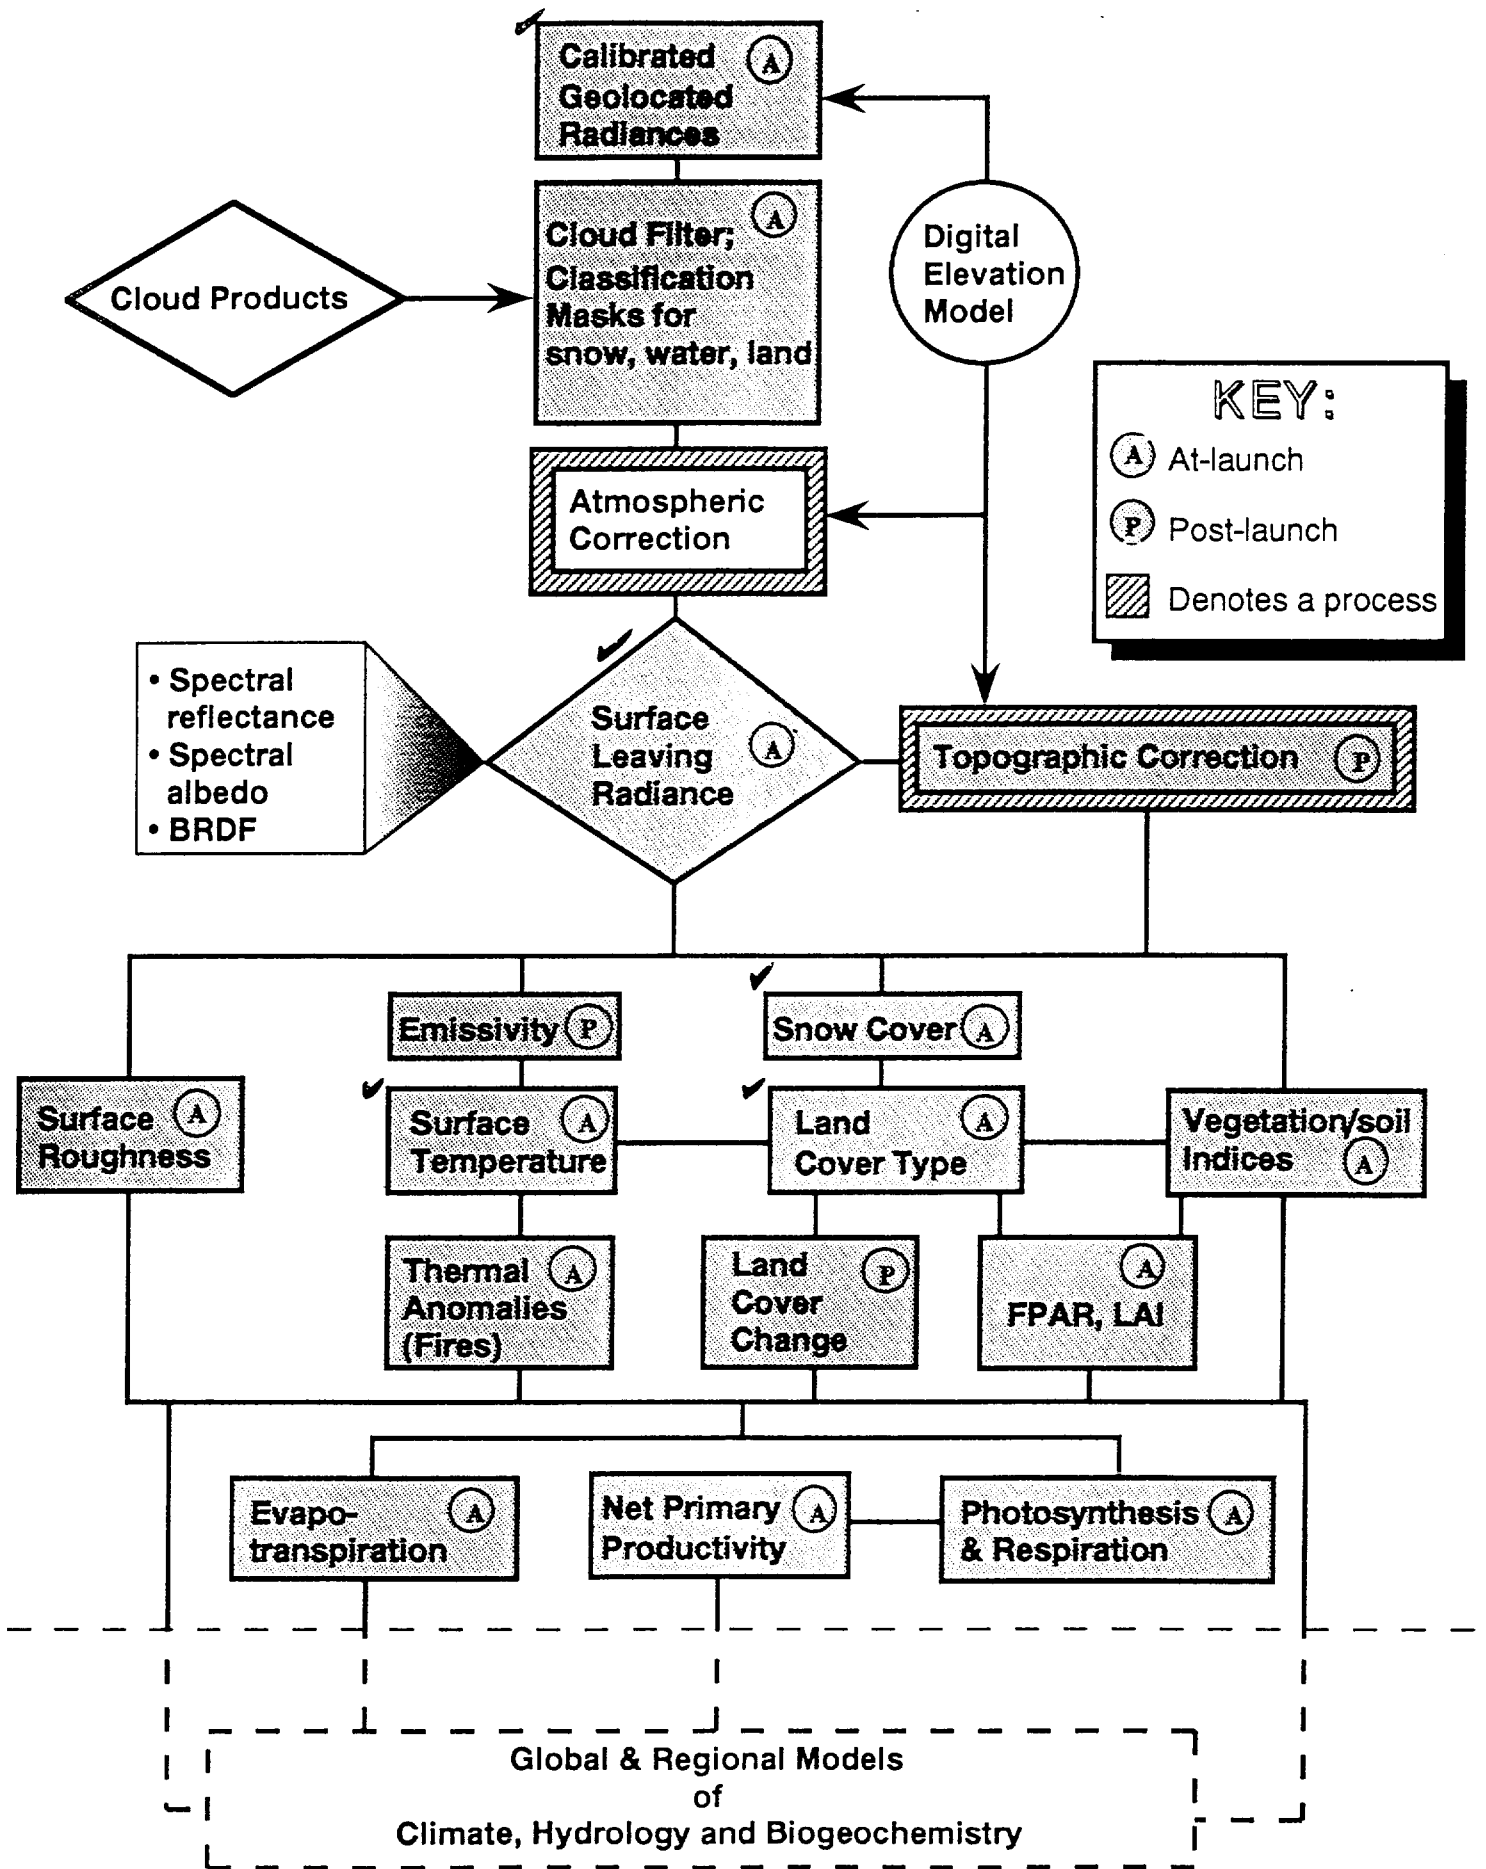 Calibrated A
Geolocated
Radiances
Cloud Filter; A
Classification
Masks for
snow, water, land
Cloud Products
Digital
Elevation
Model
KEY:
A At-launch
P Post-launch
Denotes a process
Atmospheric
Correction
• Spectral
reflectance
• Spectral
albedo
• BRDF
Surface
Leaving A
Radiance
Topographic Correction P
Emissivity P
Snow Cover A
Surface A
Roughness
Surface A
Temperature
Land A
Cover Type
Vegetation/soil
Indices A
Thermal A
Anomalies
(Fires)
Land P
Cover
Change
A
FPAR, LAI
Evapo- A
transpiration
Net Primary A
Productivity
Photosynthesis A
& Respiration
Global & Regional Models
of
Climate, Hydrology and Biogeochemistry